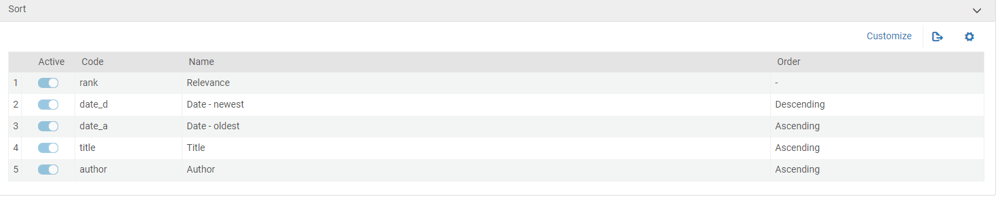 Sort
Customize
Active Code Name Order
1 rank Relevance -
2 date_d Date - newest Descending
3 date_a Date - oldest Ascending
4 title Title Ascending
5 author Author Ascending